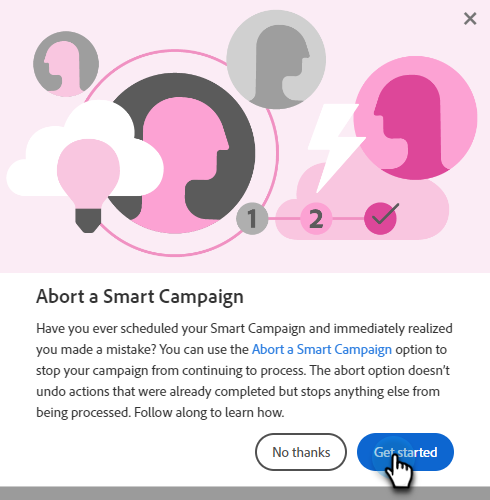 1 2
Abort a Smart Campaign
Have you ever scheduled your Smart Campaign and immediately realized
you made a mistake? You can use the Abort a Smart Campaign option to
stop your campaign from continuing to process. The abort option doesn't
undo actions that were already completed but stops anything else from
being processed. Follow along to learn how.
No thanks Get started